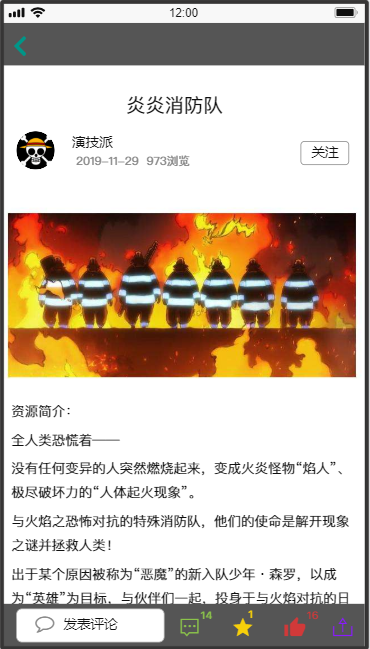 12:00
炎炎消防队
演技派
2019-11-29 973浏览
关注
资源简介：
全人类恐慌着——
没有任何变异的人突然燃烧起来，变成火炎怪物“焰人”、
极尽破坏力的“人体起火现象”。
与火焰之恐怖对抗的特殊消防队，他们的使命是解开现象
之谜并拯救人类！
出于某个原因被称为“恶魔”的新入队少年·森罗，以成
为“英雄”为目标，与伙伴们一起，投身于与火焰对抗的日
发表评论
14
1
16